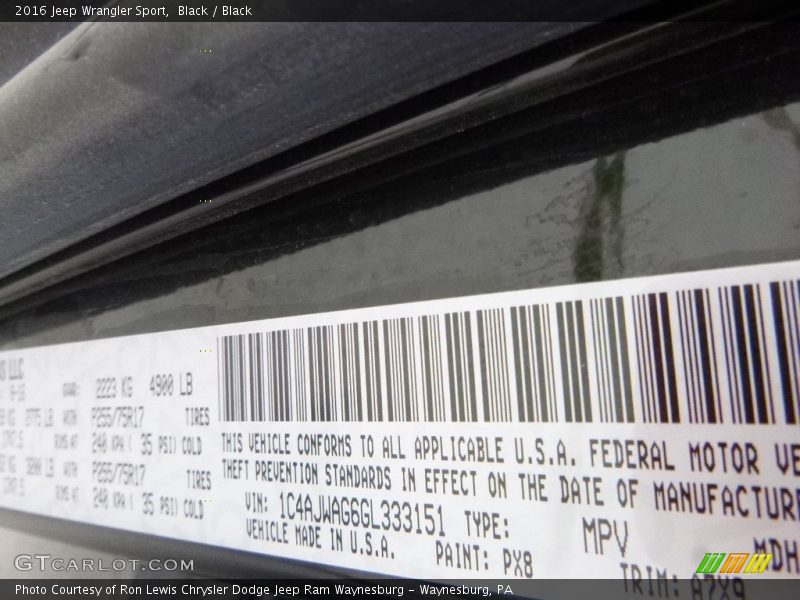 2016 Jeep Wrangler Sport,  Black / Black
2223 KG  4900 LB
P255/75R17  TIRES
240 KPA ( 35 PSI) COLD
P255/75R17  TIRES
240 KPA ( 35 PSI) COLD
THIS VEHICLE CONFORMS TO ALL APPLICABLE U.S.A. FEDERAL MOTOR VE
THEFT PREVENTION STANDARDS IN EFFECT ON THE DATE OF MANUFACTUR
VIN: 1C4AJWAG6GL333151  TYPE:  MPV
VEHICLE MADE IN U.S.A.  PAINT: PX8  MDH
TRIM: A7X9
GTCARLOT.COM
Photo Courtesy of Ron Lewis Chrysler Dodge Jeep Ram Waynesburg – Waynesburg, PA